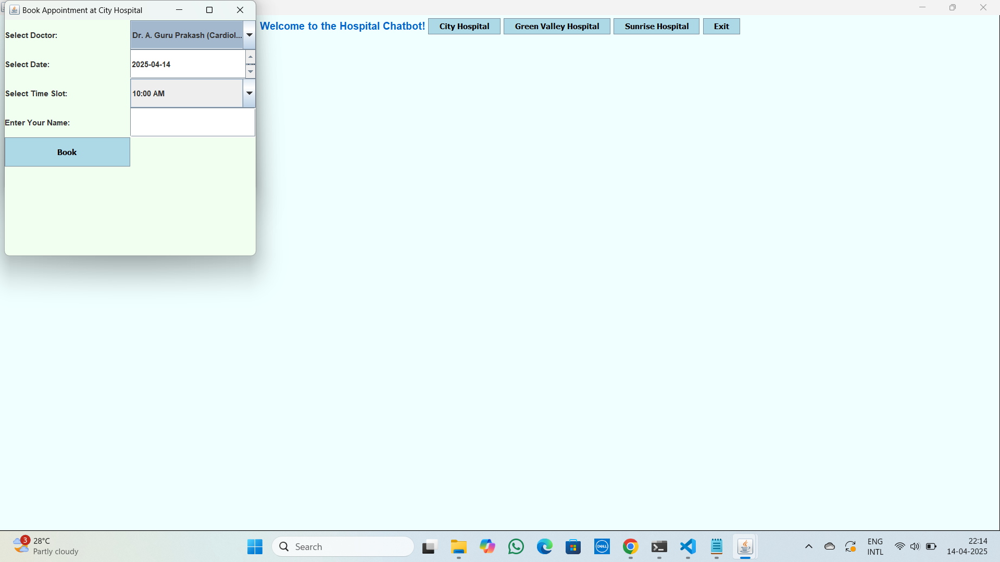 Book Appointment at City Hospital
Select Doctor:
Dr. A. Guru Prakash (Cardiol...
Select Date:
2025-04-14
Select Time Slot:
10:00 AM
Enter Your Name:
Book
Welcome to the Hospital Chatbot!
City Hospital
Green Valley Hospital
Sunrise Hospital
Exit
3
28°C
Partly cloudy
Search
DELL
ENG
INTL
22:14
14-04-2025